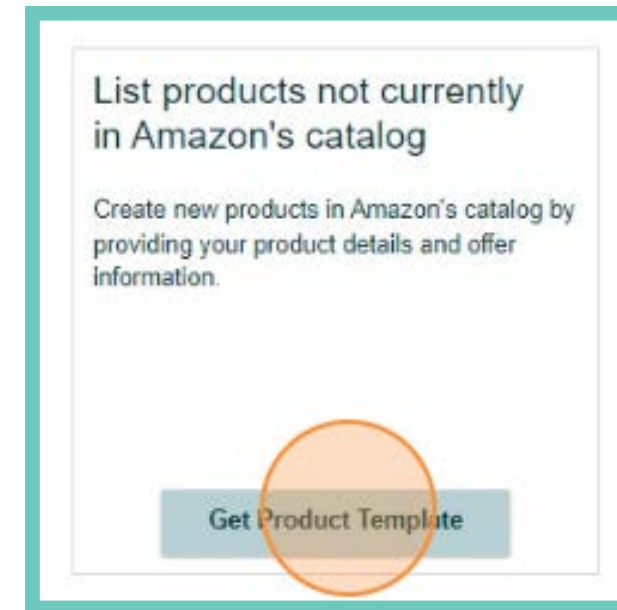 List products not currently
in Amazon's catalog
Create new products in Amazon's catalog by
providing your product details and offer
information.
Get Product Template